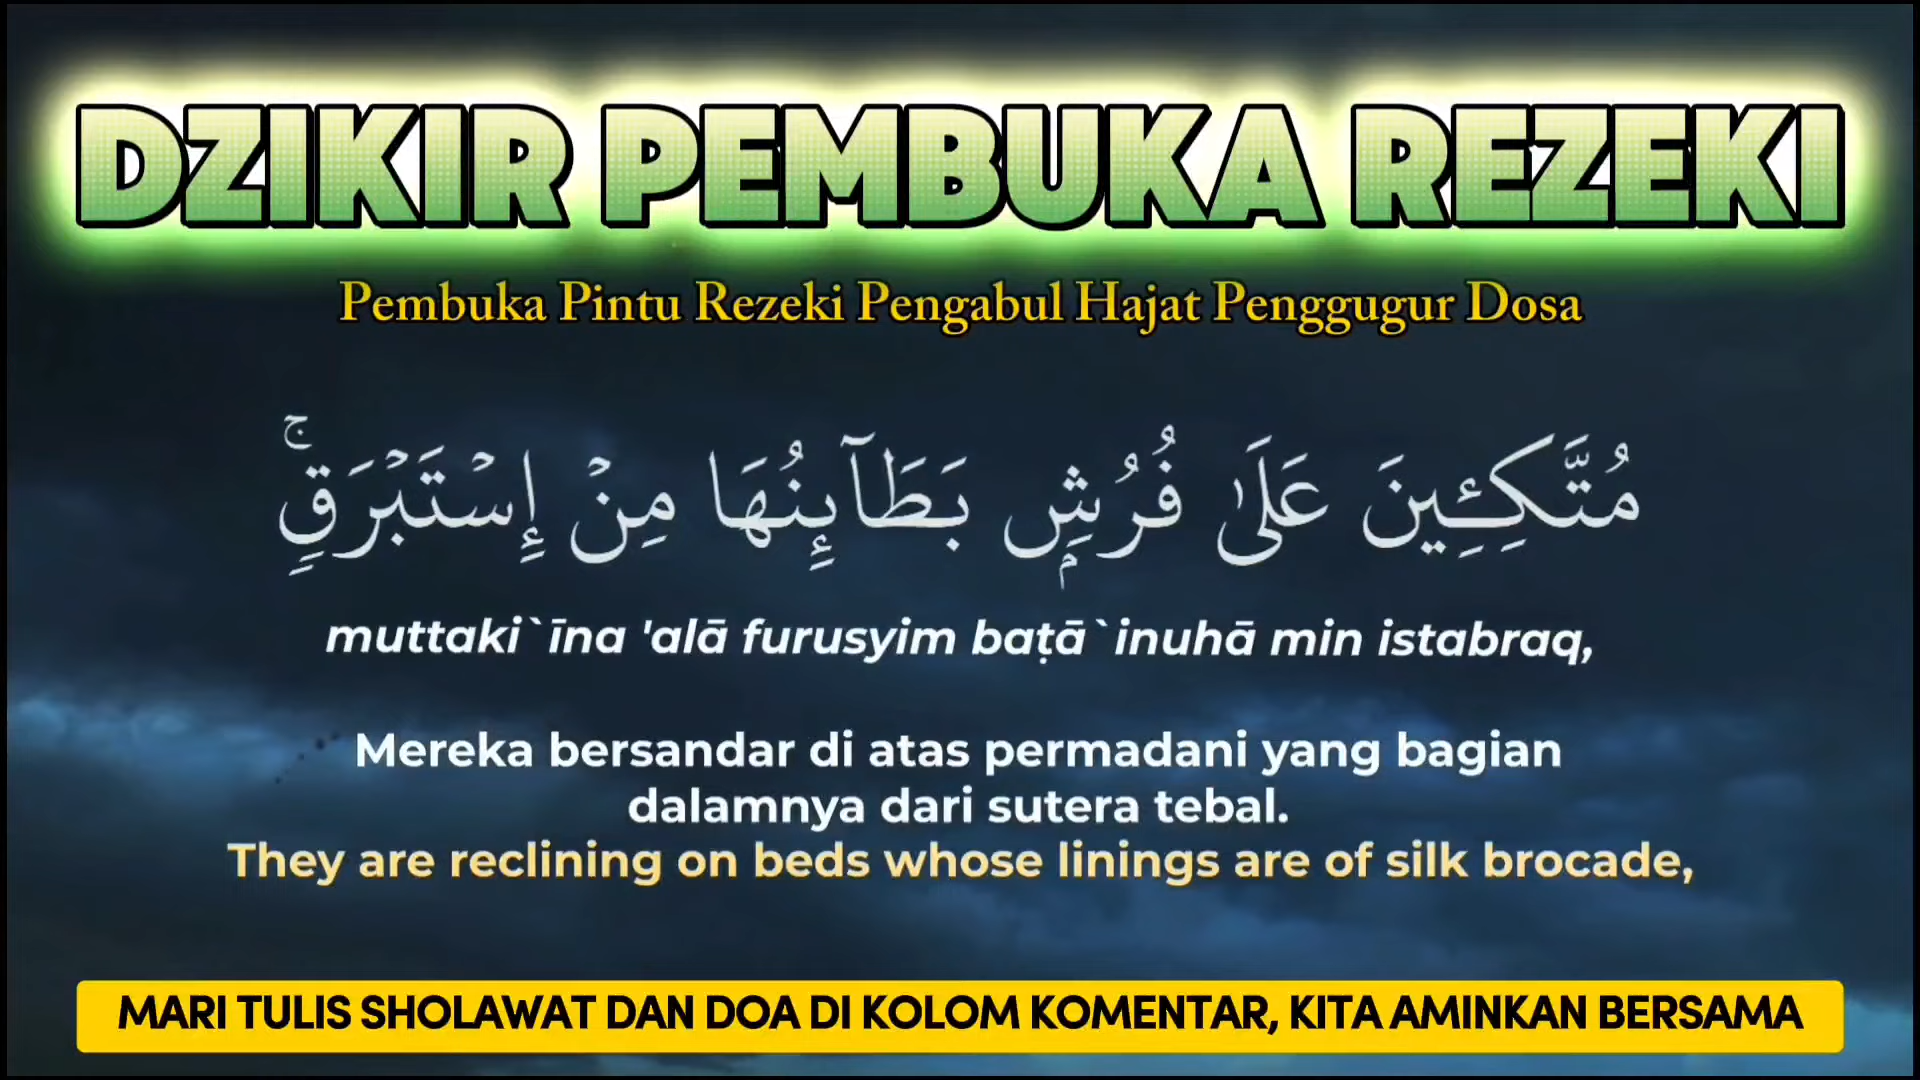 DZIKIR PEMBUKA REZEKI
Pembuka Pintu Rezeki Pengabul Hajat Penggugur Dosa
مُتَّكِـِٔينَ عَلَىٰ فُرُشٍۭ بَطَآئِنُهَا مِنْ إِسْتَبْرَقٍۚ
muttaki`īna 'alā furusyim baṭā`inuhā min istabraq,
Mereka bersandar di atas permadani yang bagian
dalamnya dari sutera tebal.
They are reclining on beds whose linings are of silk brocade,
MARI TULIS SHOLAWAT DAN DOA DI KOLOM KOMENTAR, KITA AMINKAN BERSAMA